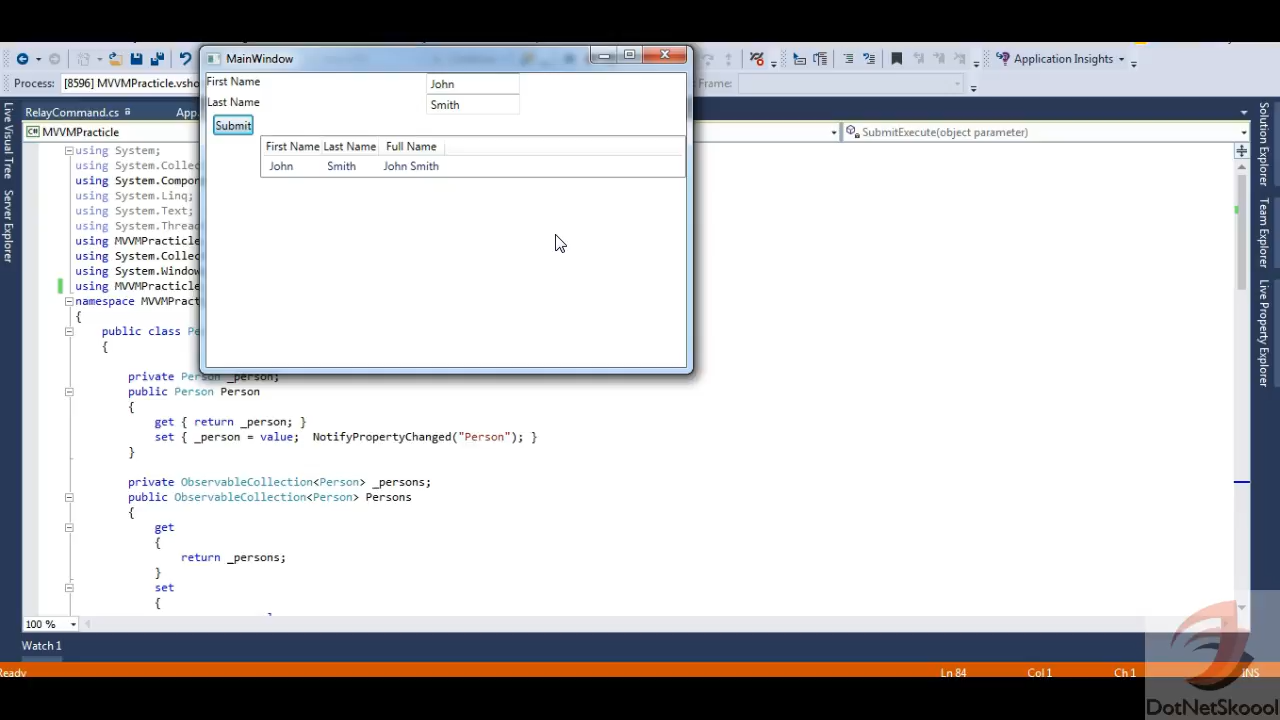 MainWindow
Application Insights
Process: [8596] MVVMPracticle.vsho
Frame:
First Name John
Last Name Smith
Submit
First Name Last Name Full Name
John Smith John Smith
RelayCommand.cs App.
MVVMPracticle
SubmitExecute(object parameter)
using System;
using System.Collec
using System.Compon
using System.Linq;
using System.Text;
using System.Threa
using MVVMPracticle
using System.Collec
using System.Window
using MVVMPracticle
namespace MVVMPract
{
public class Pe
{
private Person _person;
public Person Person
{
get { return _person; }
set { _person = value; NotifyPropertyChanged("Person"); }
}
private ObservableCollection<Person> _persons;
public ObservableCollection<Person> Persons
{
get
{
return _persons;
}
set
{
100 %
Watch 1
Ready
Ln 84 Col 1 Ch 1 INS
Live Visual Tree
Server Explorer
Solution Explorer
Team Explorer
Live Property Explorer
DotNetSkoool